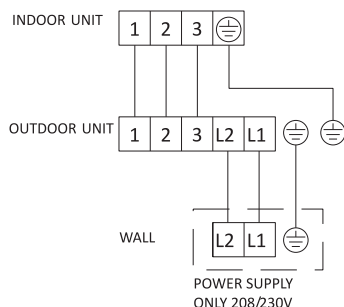 INDOOR UNIT 1 2 3
OUTDOOR UNIT 1 2 3 L2 L1
WALL L2 L1
POWER SUPPLY
ONLY 208/230V